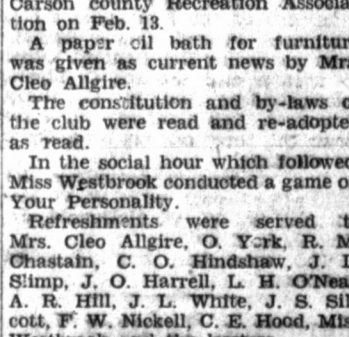 Carson county Recreation Associa
tion on Feb. 13.
A paper oil bath for furnitur
was given as current news by Mrs
Cleo Allgire.
The constitution and by-laws o
the club were read and re-adopte
as read.
In the social hour which followed
Miss Westbrook conducted a game o
Your Personality.
Refreshments were served t
Mrs. Cleo Allgire, O. York, R. M
Chastain, C. O. Hindshaw, J. I
Slimp, J. O. Harrell, L. H. O'Nea
A. R. Hill, J. L. White, J. S. Sil
cott, F. W. Nickell, C. E. Hood, Mis